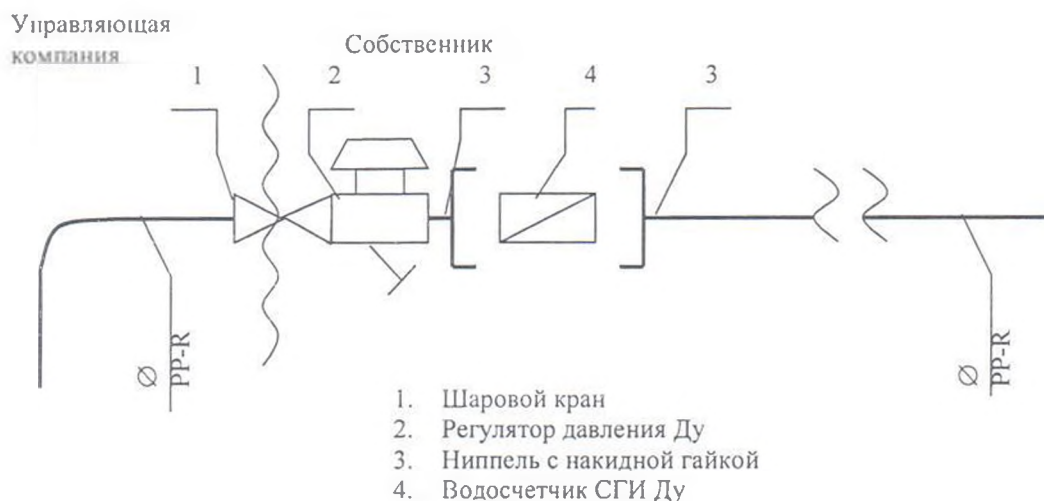 Управляющая
компания
Собственник
1 2 3 4 3
Ø PP-R
Ø PP-R
1. Шаровой кран
2. Регулятор давления Ду
3. Ниппель с накидной гайкой
4. Водосчетчик СГИ Ду